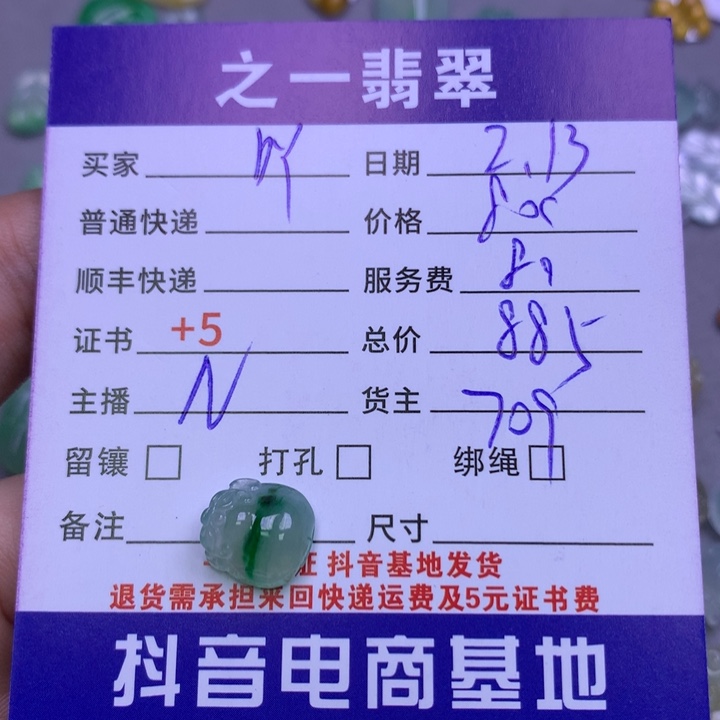 之一翡翠
买家 日期 2.13
普通快递 价格 800
顺丰快递 服务费 80
证书 +5 总价 885
主播 N 货主 709
留镶 打孔 绑绳
备注 尺寸
证 抖音基地发货
退货需承担来回快递运费及5元证书费
抖音电商基地